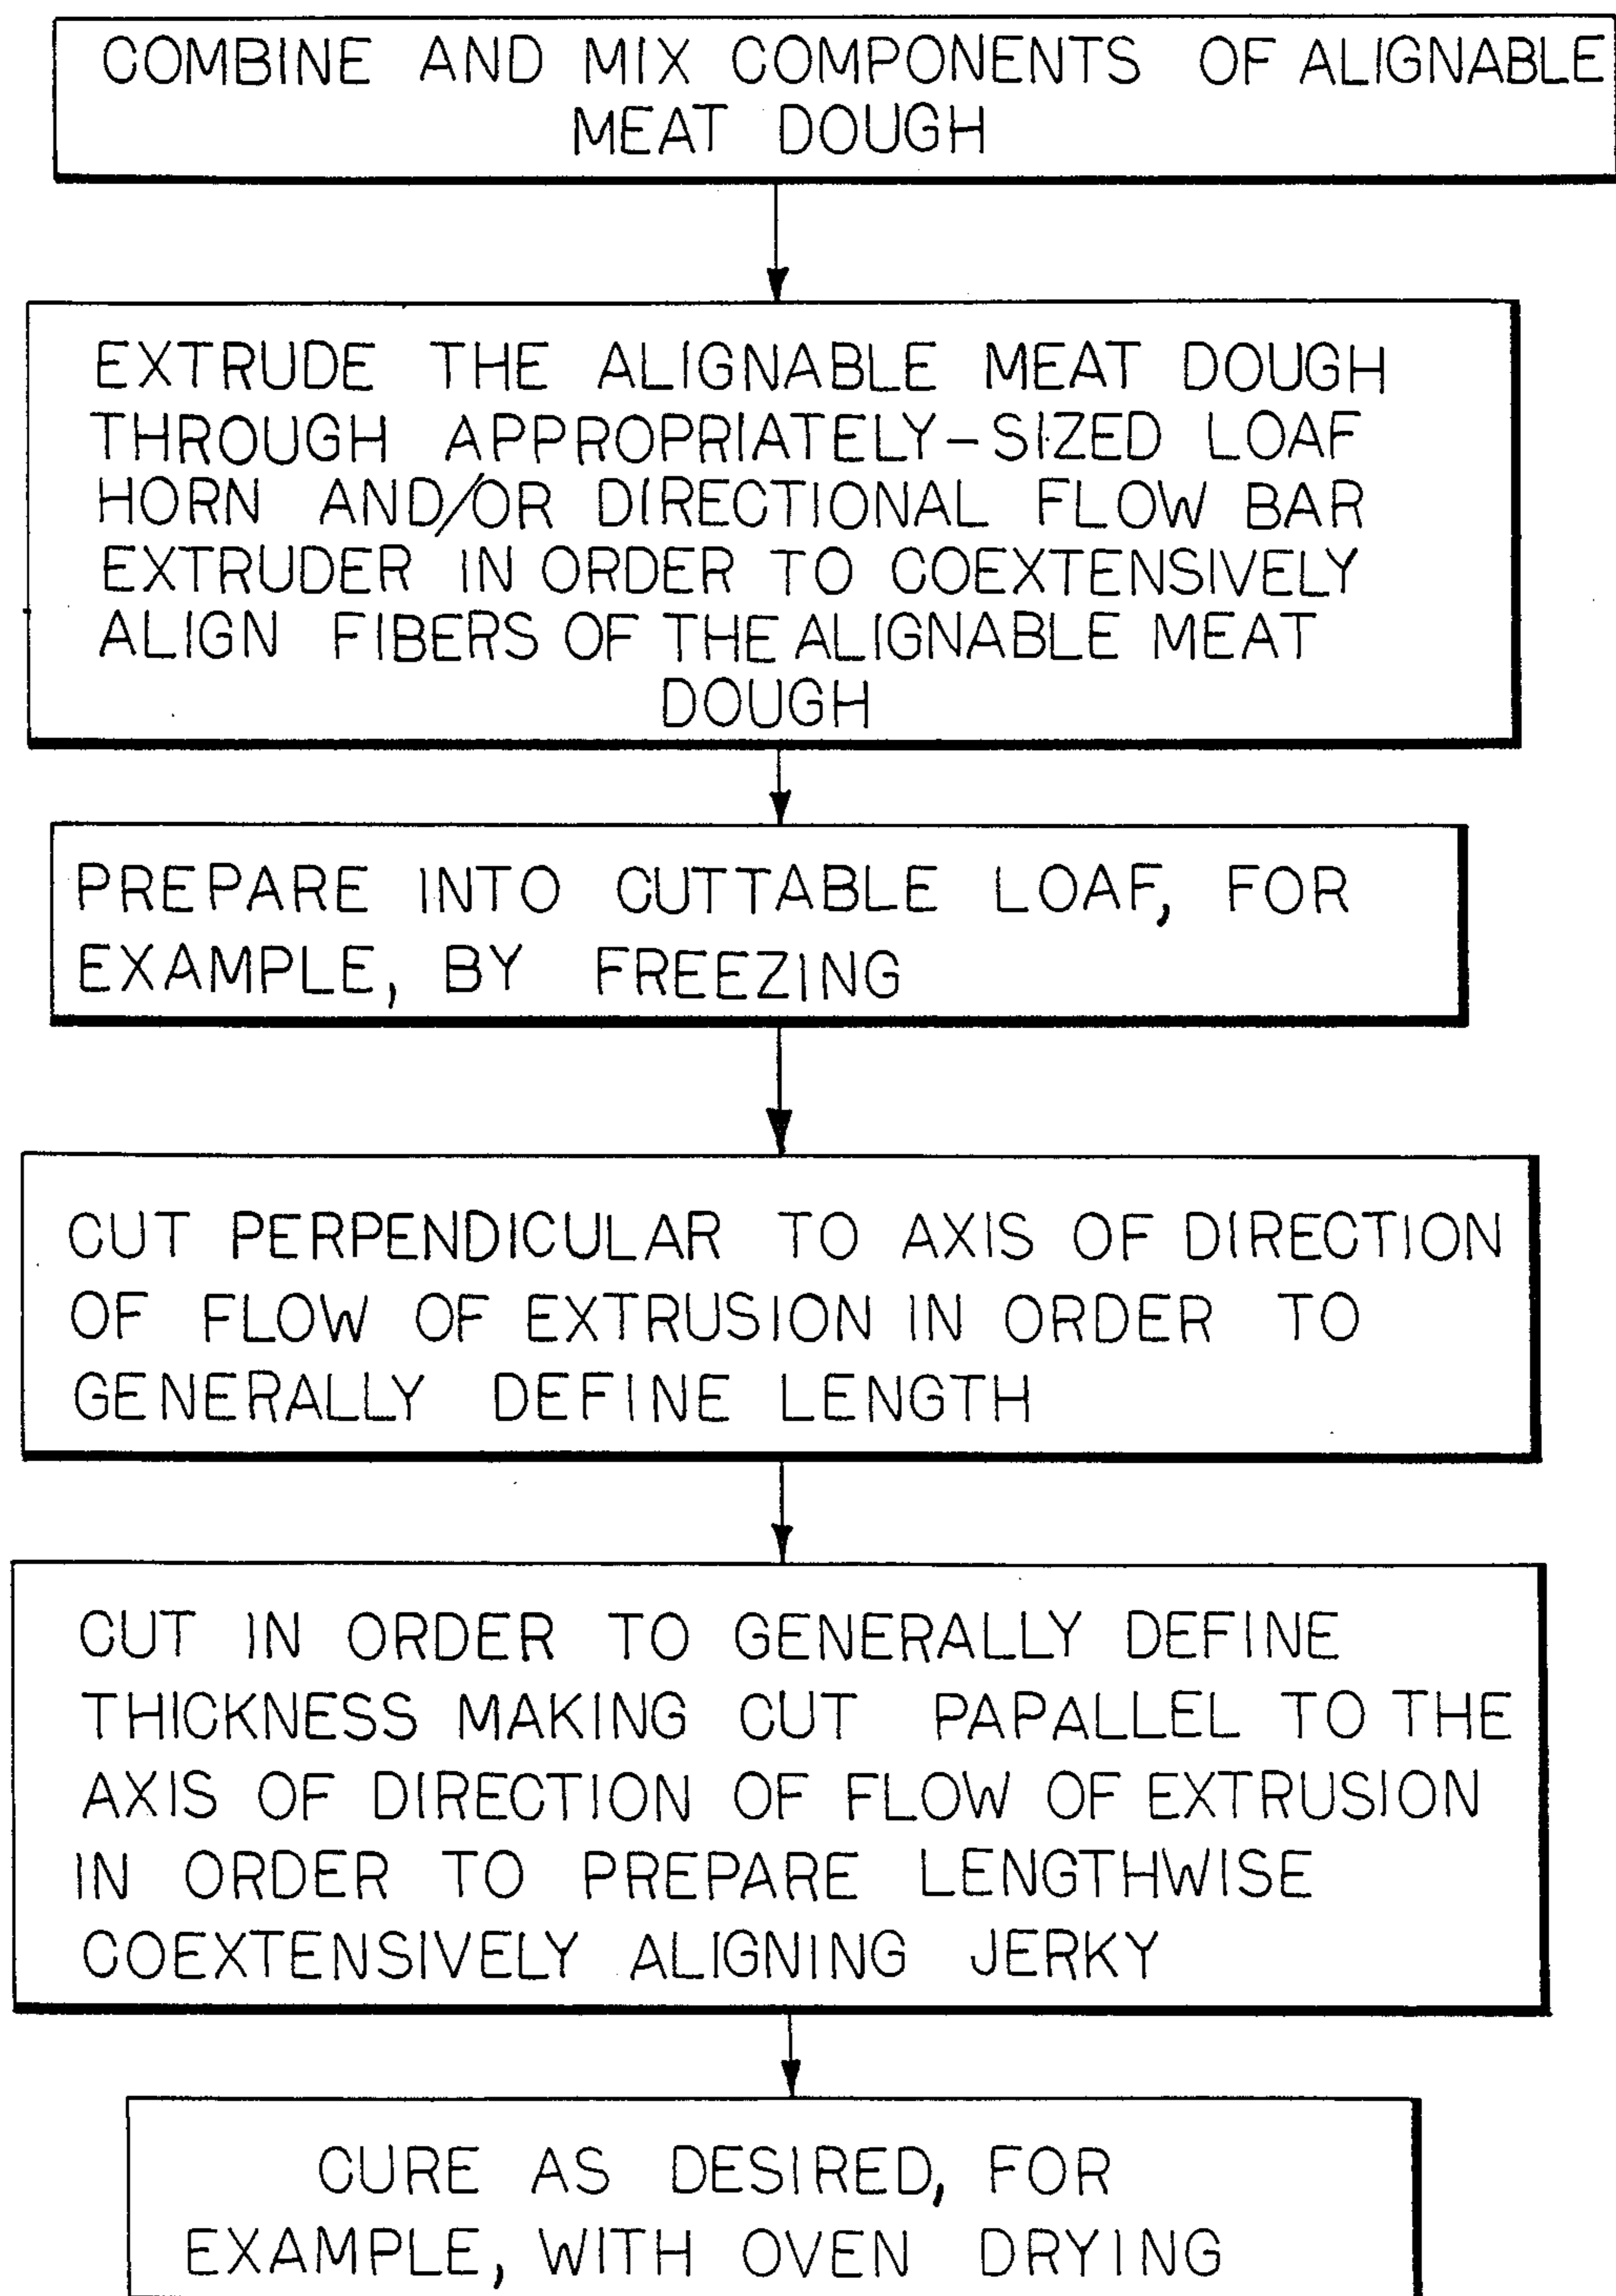 COMBINE AND MIX COMPONENTS OF ALIGNABLE
MEAT DOUGH
EXTRUDE THE ALIGNABLE MEAT DOUGH
THROUGH APPROPRIATELY-SIZED LOAF
HORN AND/OR DIRECTIONAL FLOW BAR
EXTRUDER IN ORDER TO COEXTENSIVELY
ALIGN FIBERS OF THE ALIGNABLE MEAT
DOUGH
PREPARE INTO CUTTABLE LOAF, FOR
EXAMPLE, BY FREEZING
CUT PERPENDICULAR TO AXIS OF DIRECTION
OF FLOW OF EXTRUSION IN ORDER TO
GENERALLY DEFINE LENGTH
CUT IN ORDER TO GENERALLY DEFINE
THICKNESS MAKING CUT PAPALLEL TO THE
AXIS OF DIRECTION OF FLOW OF EXTRUSION
IN ORDER TO PREPARE LENGTHWISE
COEXTENSIVELY ALIGNING JERKY
CURE AS DESIRED, FOR
EXAMPLE, WITH OVEN DRYING